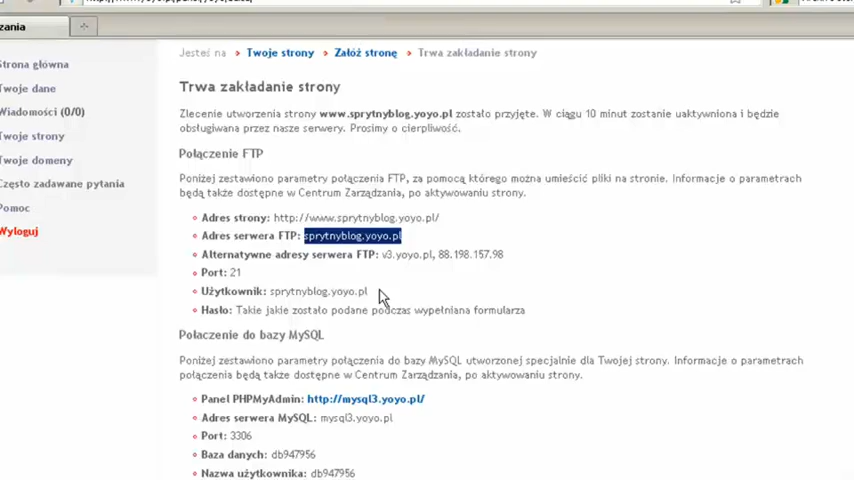 zania
Strona główna
Twoje dane
Wiadomości (0/0)
Twoje strony
Twoje domeny
Często zadawane pytania
Pomoc
Wyloguj
Jesteś na Twoje strony Załóż stronę Trwa zakładanie strony
Trwa zakładanie strony
Zlecenie utworzenia strony www.sprytnyblog.yoyo.pl zostało przyjęte. W ciągu 10 minut zostanie uaktywniona i będzie
obsługiwana przez nasze serwery. Prosimy o cierpliwość.
Połączenie FTP
Poniżej zestawiono parametry połączenia FTP, za pomocą którego można umieścić pliki na stronie. Informacje o parametrach
będą także dostępne w Centrum Zarządzania, po aktywowaniu strony.
Adres strony: http://www.sprytnyblog.yoyo.pl/
Adres serwera FTP: sprytnyblog.yoyo.pl
Alternatywne adresy serwera FTP: v3.yoyo.pl, 88.198.157.98
Port: 21
Użytkownik: sprytnyblog.yoyo.pl
Hasło: Takie jakie zostało podane podczas wypełniana formularza
Połaczenie do bazy MySQL
Poniżej zestawiono parametry połączenia do bazy MySQL utworzonej specjalnie dla Twojej strony. Informacje o parametrach
połączenia będą także dostępne w Centrum Zarządzania, po aktywowaniu strony.
Panel PHPMyAdmin: http://mysql3.yoyo.pl/
Adres serwera MySQL: mysql3.yoyo.pl
Port: 3306
Baza danych: db947956
Nazwa użytkownika: db947956